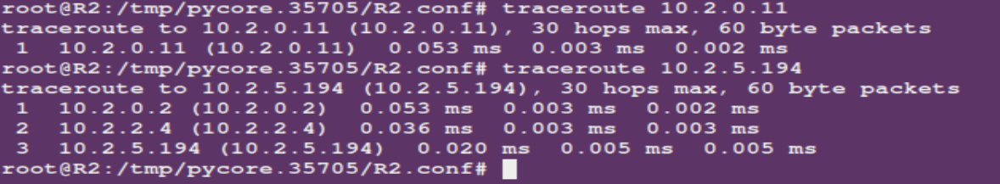 root@R2:/tmp/pycore.35705/R2.conf# traceroute 10.2.0.11
traceroute to 10.2.0.11 (10.2.0.11), 30 hops max, 60 byte packets
 1  10.2.0.11 (10.2.0.11)  0.053 ms  0.003 ms  0.002 ms
root@R2:/tmp/pycore.35705/R2.conf# traceroute 10.2.5.194
traceroute to 10.2.5.194 (10.2.5.194), 30 hops max, 60 byte packets
 1  10.2.0.2 (10.2.0.2)  0.053 ms  0.003 ms  0.002 ms
 2  10.2.2.4 (10.2.2.4)  0.036 ms  0.003 ms  0.003 ms
 3  10.2.5.194 (10.2.5.194)  0.020 ms  0.005 ms  0.005 ms
root@R2:/tmp/pycore.35705/R2.conf#